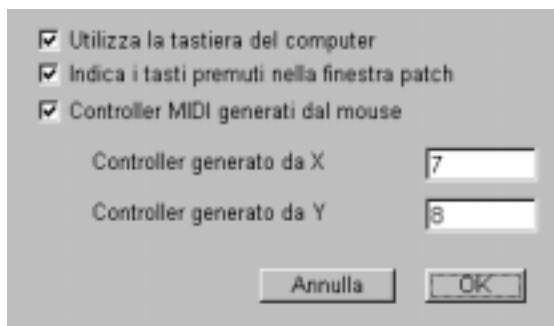 Utilizza la tastiera del computer
Indica i tasti premuti nella finestra patch
Controller MIDI generati dal mouse
Controller generato da X 7
Controller generato da Y 8
Annulla OK